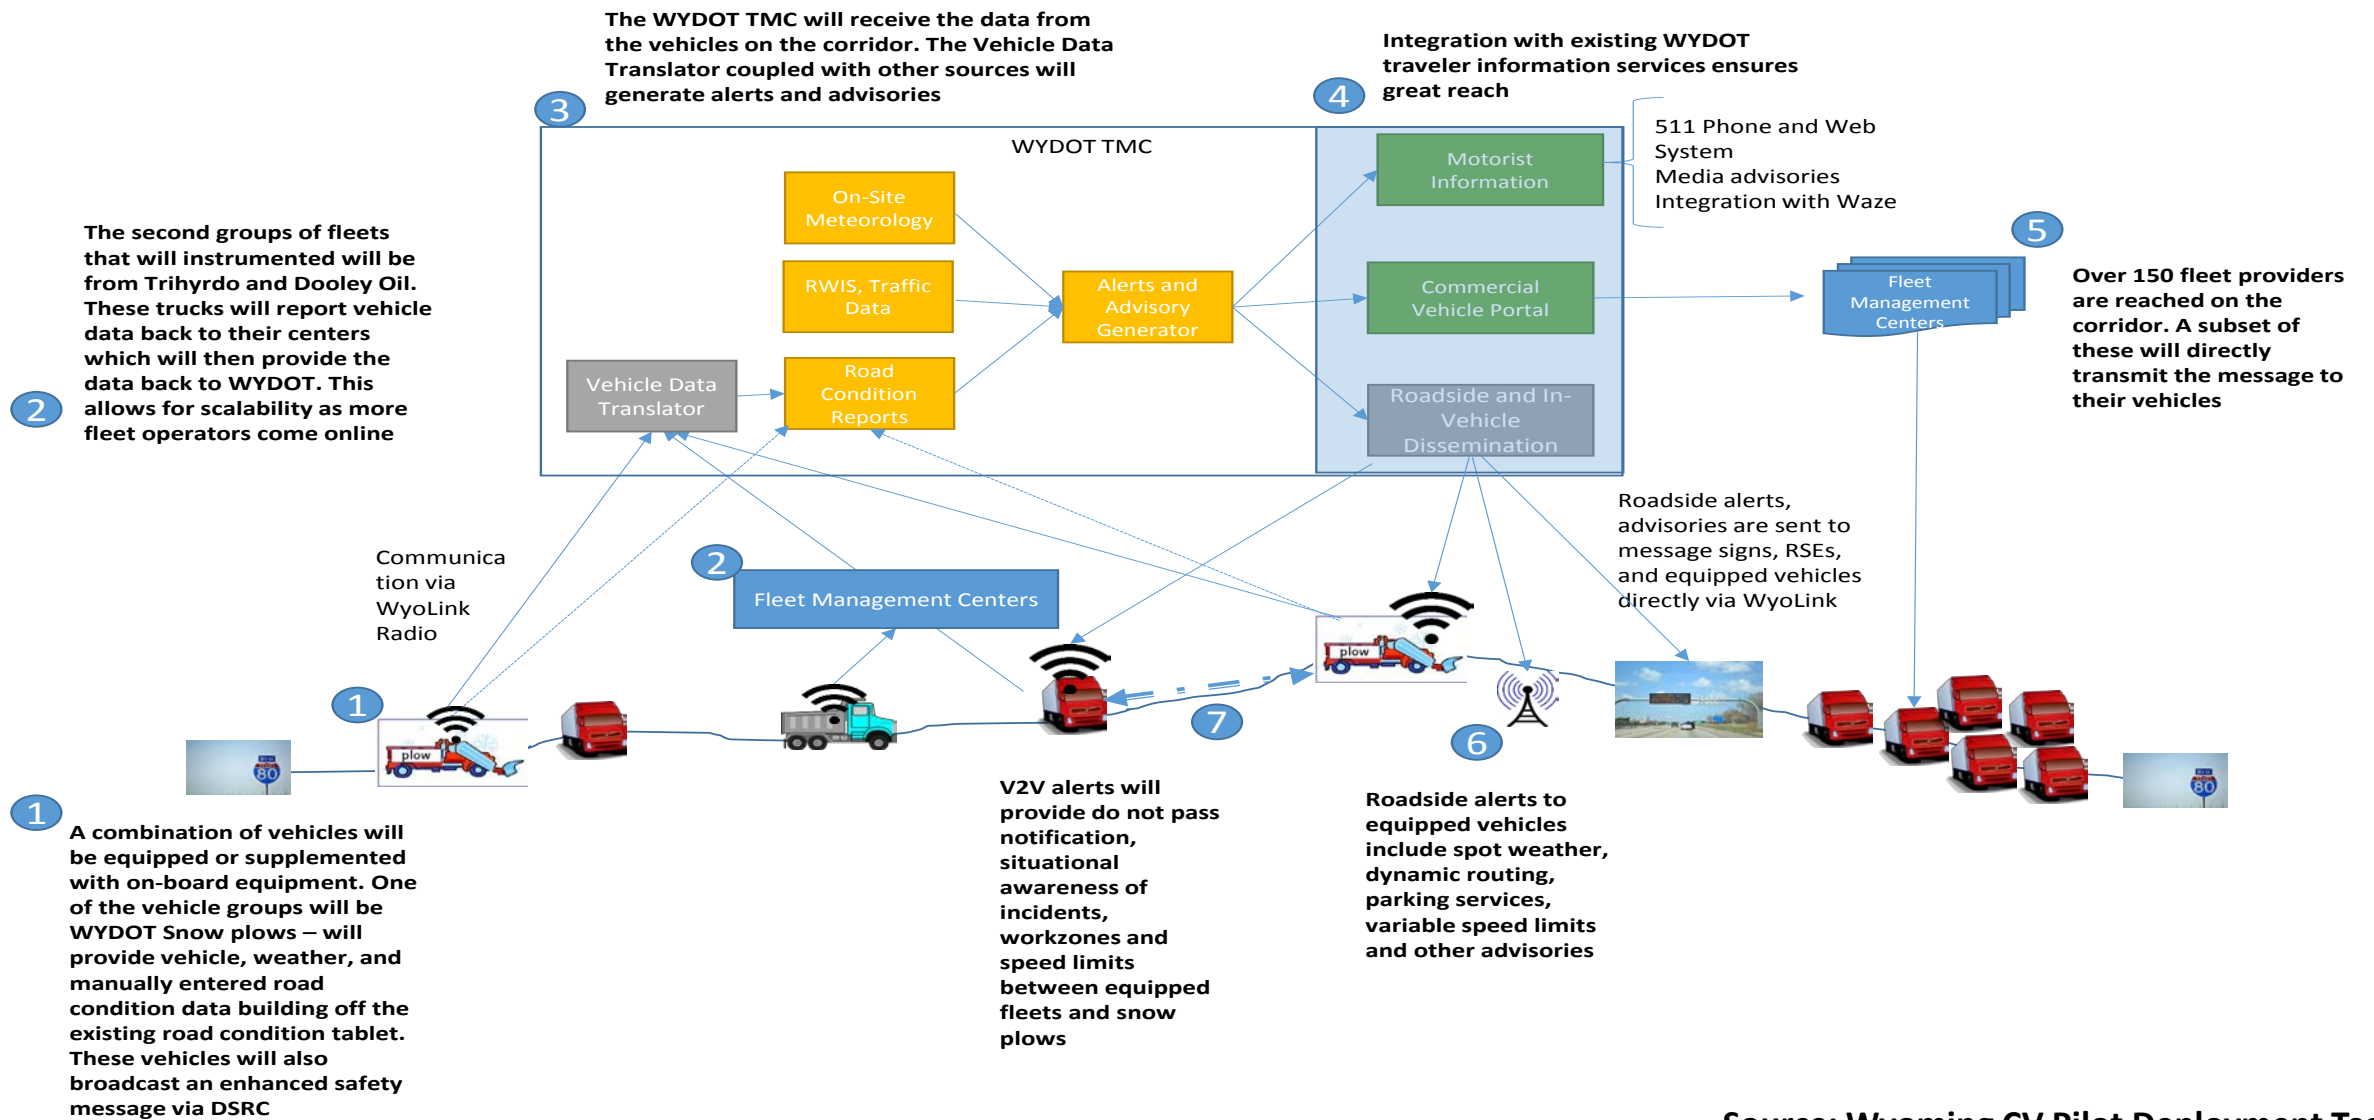 The WYDOT TMC will receive the data from
the vehicles on the corridor. The Vehicle Data
Translator coupled with other sources will
generate alerts and advisories
3
Integration with existing WYDOT
traveler information services ensures
great reach
4
511 Phone and Web
System
Media advisories
Integration with Waze
WYDOT TMC
Motorist
Information
On-Site
Meteorology
RWIS, Traffic
Data
Alerts and
Advisory
Generator
Commercial
Vehicle Portal
Vehicle Data
Translator
Road
Condition
Reports
Roadside and In-
Vehicle
Dissemination
5
Fleet
Management
Centers
Over 150 fleet providers
are reached on the
corridor. A subset of
these will directly
transmit the message to
their vehicles
The second groups of fleets
that will instrumented will be
from Trihyrdo and Dooley Oil.
These trucks will report vehicle
data back to their centers
which will then provide the
data back to WYDOT. This
allows for scalability as more
fleet operators come online
2
Communica
tion via
WyoLink
Radio
2
Fleet Management Centers
Roadside alerts,
advisories are sent to
message signs, RSEs,
and equipped vehicles
directly via WyoLink
1
plow
plow
7
6
80
80
1
A combination of vehicles will
be equipped or supplemented
with on-board equipment. One
of the vehicle groups will be
WYDOT Snow plows – will
provide vehicle, weather, and
manually entered road
condition data building off the
existing road condition tablet.
These vehicles will also
broadcast an enhanced safety
message via DSRC
V2V alerts will
provide do not pass
notification,
situational
awareness of
incidents,
workzones and
speed limits
between equipped
fleets and snow
plows
Roadside alerts to
equipped vehicles
include spot weather,
dynamic routing,
parking services,
variable speed limits
and other advisories
Source: Wyoming CV Pilot Deployment